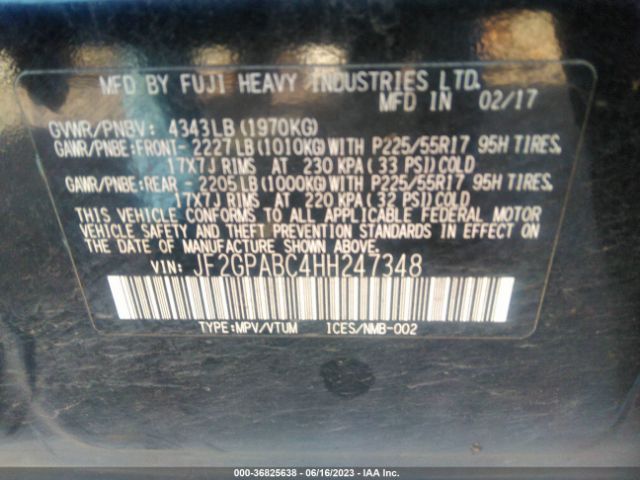 MFD BY FUJI HEAVY INDUSTRIES LTD.
MFD IN 02/17
GVWR/PNBV: 4343LB(1970KG)
GAWR/PNBE:FRONT- 2227LB(1010KG)WITH P225/55R17 95H TIRES,
17X7J RIMS AT 230 KPA(33 PSI)COLD
GAWR/PNBE:REAR - 2205LB(1000KG)WITH P225/55R17 95H TIRES,
17X7J RIMS AT 220 KPA(32 PSI)COLD
THIS VEHICLE CONFORMS TO ALL APPLICABLE FEDERAL MOTOR
VEHICLE SAFETY AND THEFT PREVENTION STANDARDS IN EFFECT
ON THE DATE OF MANUFACTURE SHOWN ABOVE.
VIN: JF2GPABC4HH247348
TYPE:MPV/VTUM ICES/NMB-002
000-36825638 - 06/16/2023 - IAA Inc.